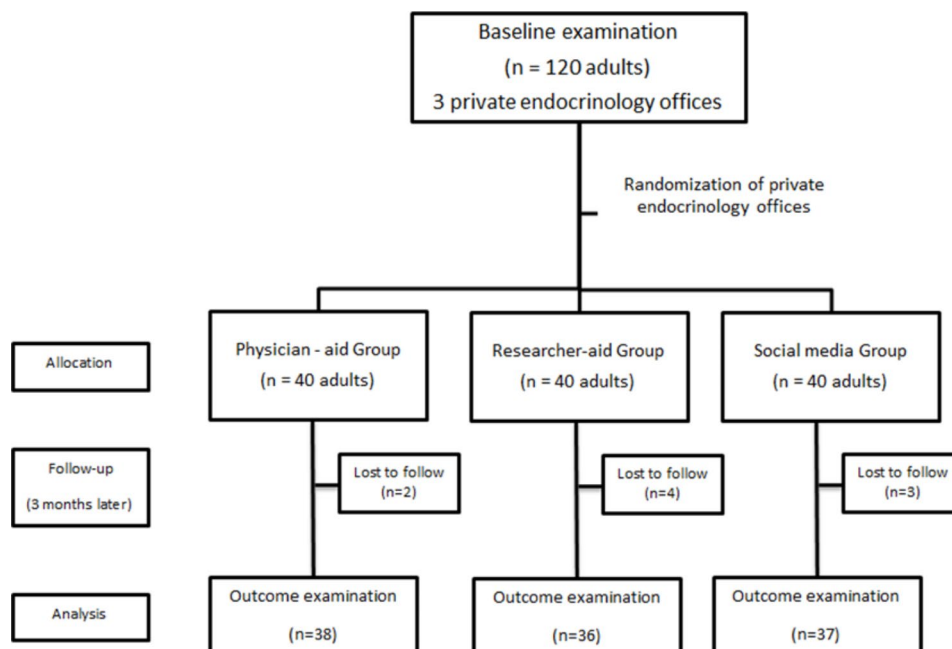 Baseline examination
(n = 120 adults)
3 private endocrinology offices
Randomization of private
endocrinology offices
Allocation
Physician - aid Group
(n = 40 adults)
Researcher-aid Group
(n = 40 adults)
Social media Group
(n = 40 adults)
Follow-up
(3 months later)
Lost to follow
(n=2)
Lost to follow
(n=4)
Lost to follow
(n=3)
Analysis
Outcome examination
(n=38)
Outcome examination
(n=36)
Outcome examination
(n=37)